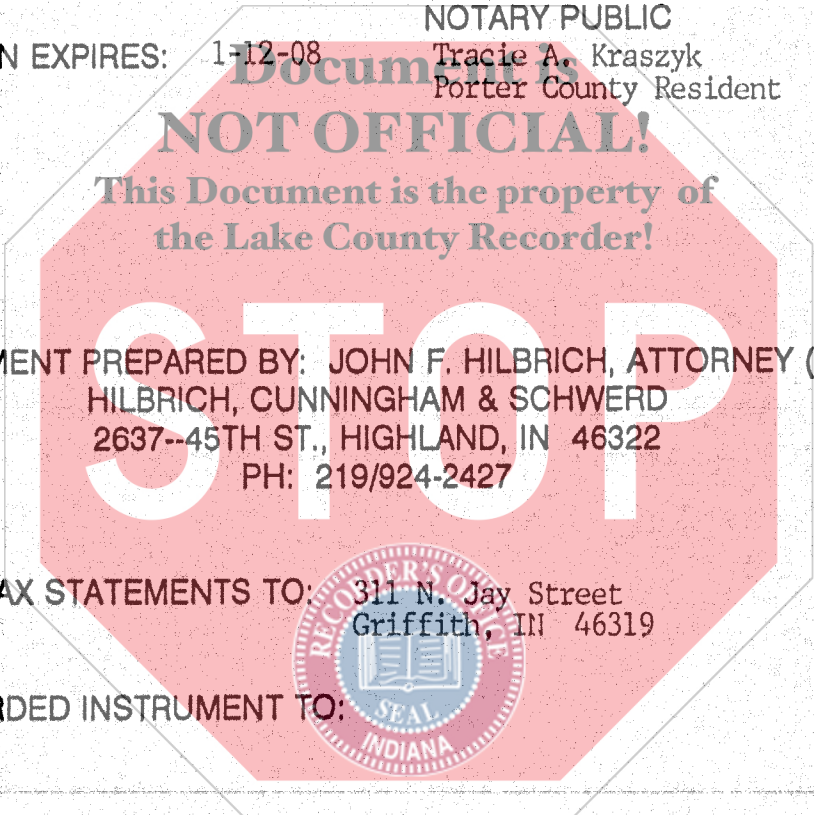 NOTARY PUBLIC
N EXPIRES: 1-12-08 Tracie A. Kraszyk
Porter County Resident
Document is
NOT OFFICIAL!
This Document is the property of
the Lake County Recorder!
STOP
MENT PREPARED BY: JOHN F. HILBRICH, ATTORNEY (
HILBRICH, CUNNINGHAM & SCHWERD
2637--45TH ST., HIGHLAND, IN 46322
PH: 219/924-2427
AX STATEMENTS TO: 311 N. Jay Street
Griffith, IN 46319
RECORDER'S OFFICE
SEAL
INDIANA
RDED INSTRUMENT TO: